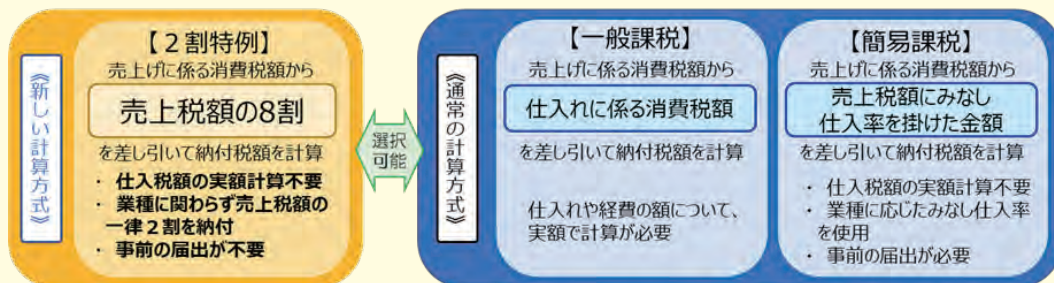 《新しい計算方式》
【２割特例】
売上げに係る消費税額から
売上税額の8割
を差し引いて納付税額を計算
・ 仕入税額の実額計算不要
・ 業種に関わらず売上税額の
一律２割を納付
・ 事前の届出が不要
選択
可能
《通常の計算方式》
【一般課税】
売上げに係る消費税額から
仕入れに係る消費税額
を差し引いて納付税額を計算
仕入れや経費の額について、
実額で計算が必要
【簡易課税】
売上げに係る消費税額から
売上税額にみなし
仕入率を掛けた金額
を差し引いて納付税額を計算
・ 仕入税額の実額計算不要
・ 業種に応じたみなし仕入率
を使用
・ 事前の届出が必要